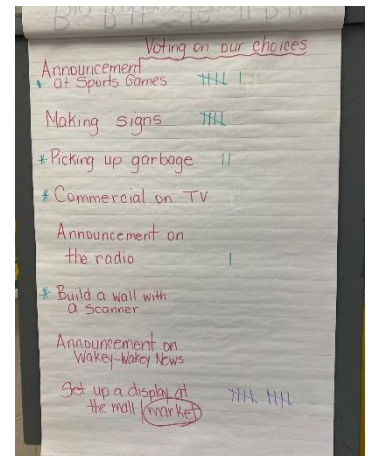 Voting on our choices
Announcement
* at Sports Games
Making signs
* Picking up garbage
* Commercial on TV
Announcement on
the radio
* Build a wall with
a scanner
Announcement on
Wakey-Wakey News
Set up a display at
the mall / market